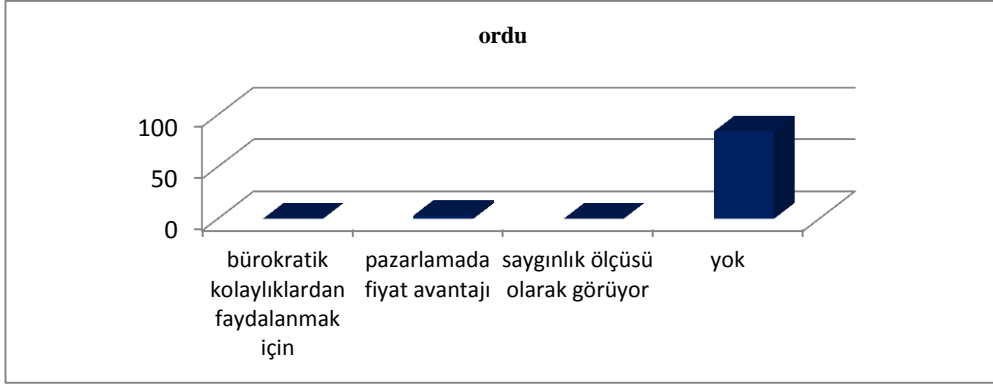 ordu
100
50
0
bürokratik
kolaylıklardan
faydalanmak
için
pazarlamada
fiyat avantajı
saygınlık ölçüsü
olarak görüyor
yok